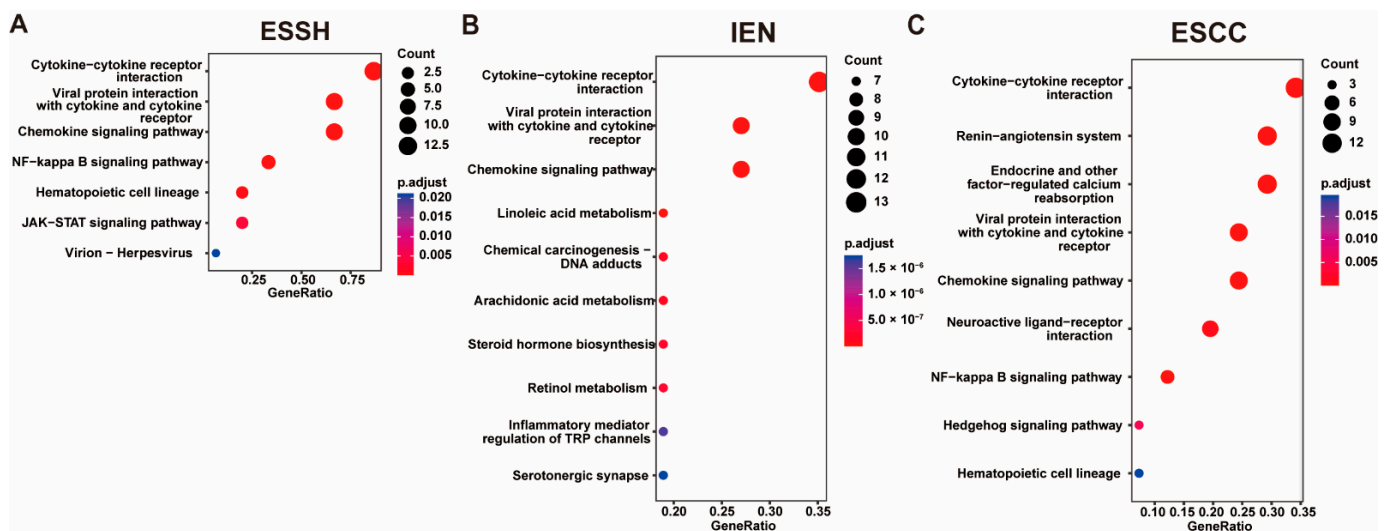 A
ESSH
Cytokine−cytokine receptor
interaction
Viral protein interaction
with cytokine and cytokine
receptor
Chemokine signaling pathway
NF−kappa B signaling pathway
Hematopoietic cell lineage
JAK−STAT signaling pathway
Virion − Herpesvirus
0.25 0.50 0.75
GeneRatio
Count
2.5
5.0
7.5
10.0
12.5
p.adjust
0.020
0.015
0.010
0.005
B
IEN
Cytokine−cytokine receptor
interaction
Viral protein interaction
with cytokine and cytokine
receptor
Chemokine signaling pathway
Linoleic acid metabolism
Chemical carcinogenesis −
DNA adducts
Arachidonic acid metabolism
Steroid hormone biosynthesis
Retinol metabolism
Inflammatory mediator
regulation of TRP channels
Serotonergic synapse
0.20 0.25 0.30 0.35
GeneRatio
Count
7
8
9
10
11
12
13
p.adjust
1.5 × 10⁻⁶
1.0 × 10⁻⁶
5.0 × 10⁻⁷
C
ESCC
Cytokine−cytokine receptor
interaction
Renin−angiotensin system
Endocrine and other
factor−regulated calcium
reabsorption
Viral protein interaction
with cytokine and cytokine
receptor
Chemokine signaling pathway
Neuroactive ligand−receptor
interaction
NF−kappa B signaling pathway
Hedgehog signaling pathway
Hematopoietic cell lineage
0.10 0.15 0.20 0.25 0.30 0.35
GeneRatio
Count
3
6
9
12
p.adjust
0.015
0.010
0.005